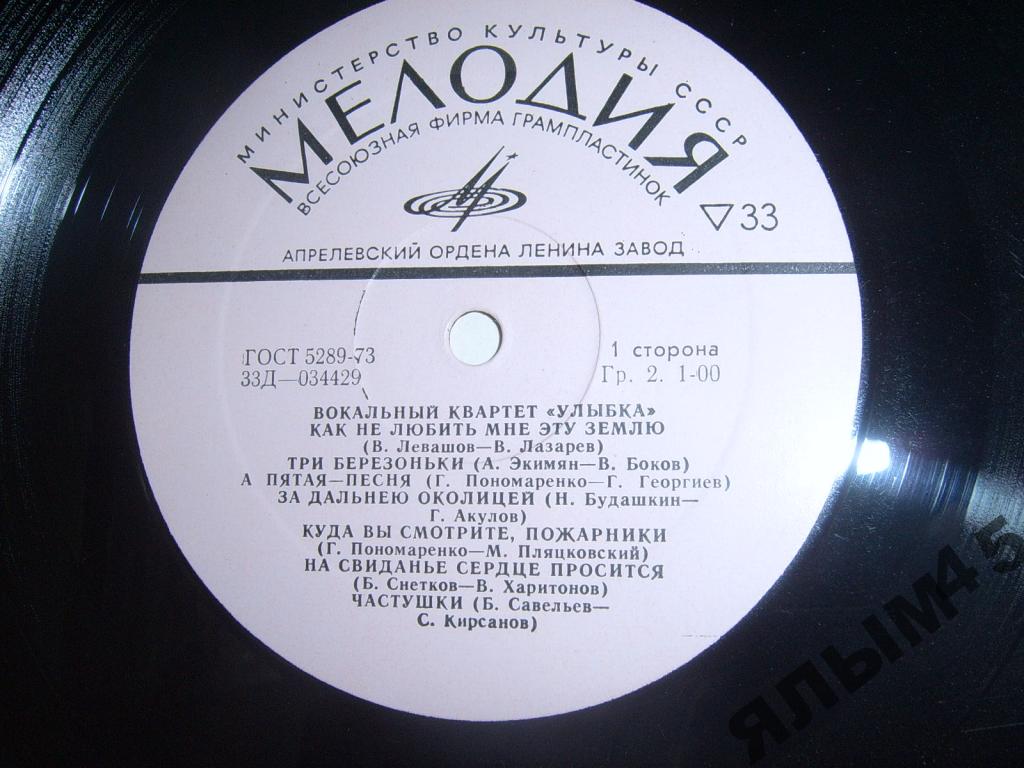 МИНИСТЕРСТВО КУЛЬТУРЫ СССР
МЕЛОДИЯ
ВСЕСОЮЗНАЯ ФИРМА ГРАМПЛАСТИНОК
▽33
АПРЕЛЕВСКИЙ ОРДЕНА ЛЕНИНА ЗАВОД
ГОСТ 5289-73
33Д—034429
1 сторона
Гр. 2. 1-00
ВОКАЛЬНЫЙ КВАРТЕТ «УЛЫБКА»
КАК НЕ ЛЮБИТЬ МНЕ ЭТУ ЗЕМЛЮ
(В. Левашов—В. Лазарев)
ТРИ БЕРЕЗОНЬКИ (А. Экимян—В. Боков)
А ПЯТАЯ—ПЕСНЯ (Г. Пономаренко—Г. Георгиев)
ЗА ДАЛЬНЕЮ ОКОЛИЦЕЙ (Н. Будашкин—
Г. Акулов)
КУДА ВЫ СМОТРИТЕ, ПОЖАРНИКИ
(Г. Пономаренко—М. Пляцковский)
НА СВИДАНЬЕ СЕРДЦЕ ПРОСИТСЯ
(Б. Снетков—В. Харитонов)
ЧАСТУШКИ (Б. Савельев—
С. Кирсанов)
ЯЛЫМ45